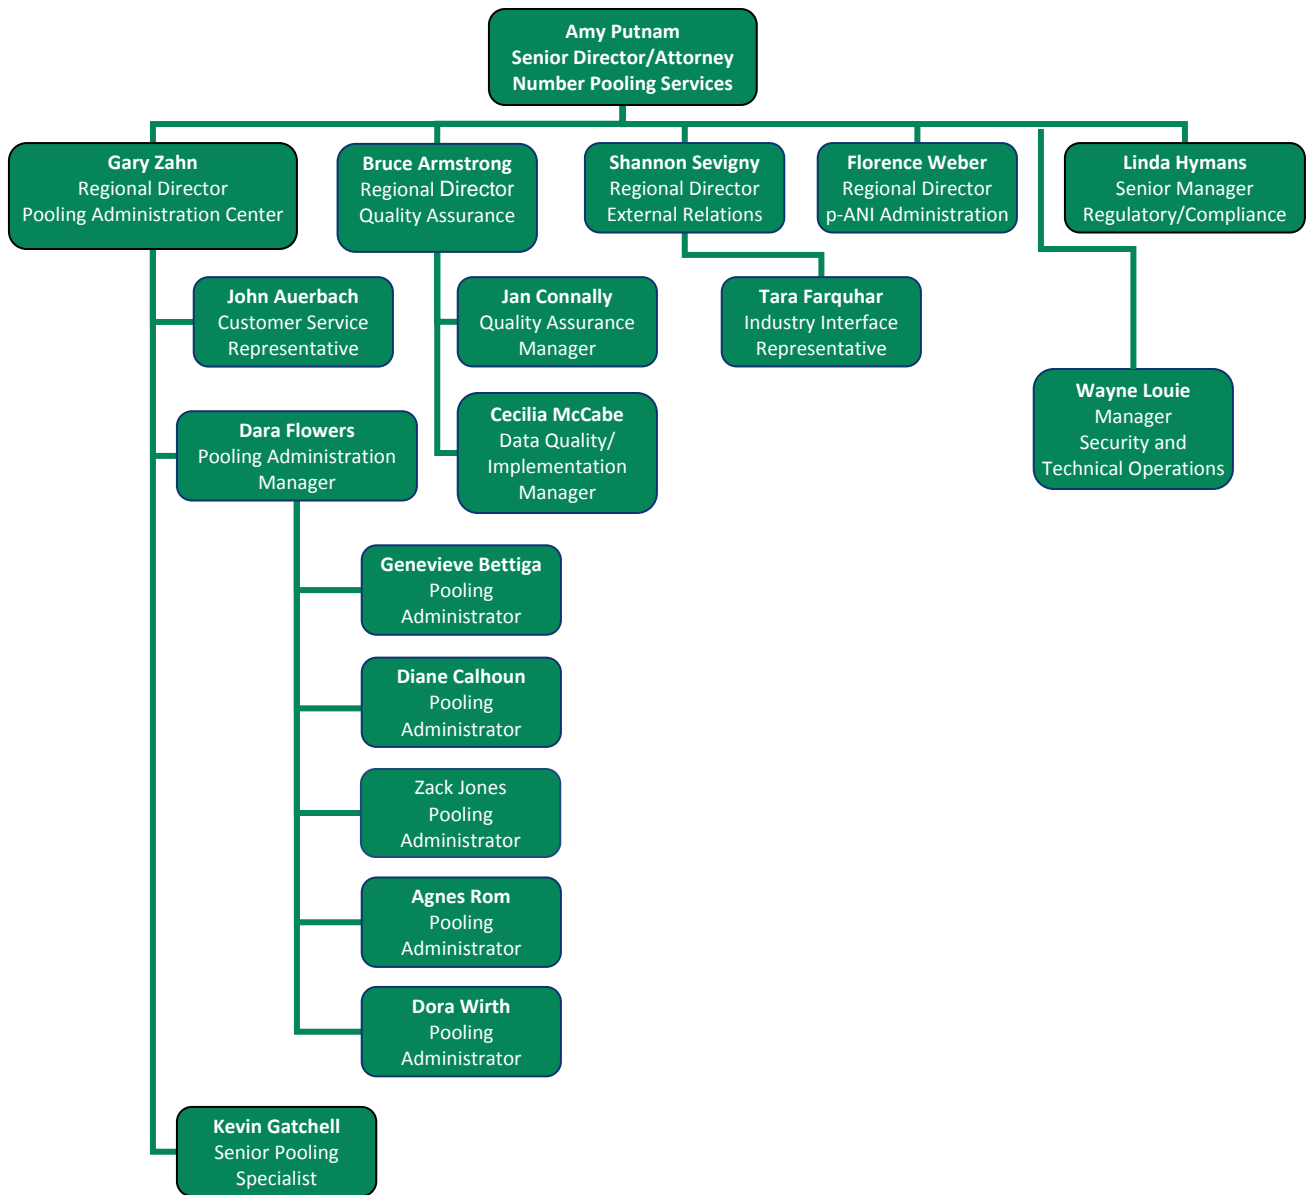 Amy Putnam
Senior Director/Attorney
Number Pooling Services
Gary Zahn
Regional Director
Pooling Administration Center
Bruce Armstrong
Regional Director
Quality Assurance
Shannon Sevigny
Regional Director
External Relations
Florence Weber
Regional Director
p-ANI Administration
Linda Hymans
Senior Manager
Regulatory/Compliance
John Auerbach
Customer Service
Representative
Jan Connally
Quality Assurance
Manager
Tara Farquhar
Industry Interface
Representative
Wayne Louie
Manager
Security and
Technical Operations
Dara Flowers
Pooling Administration
Manager
Cecilia McCabe
Data Quality/
Implementation
Manager
Genevieve Bettiga
Pooling
Administrator
Diane Calhoun
Pooling
Administrator
Zack Jones
Pooling
Administrator
Agnes Rom
Pooling
Administrator
Dora Wirth
Pooling
Administrator
Kevin Gatchell
Senior Pooling
Specialist